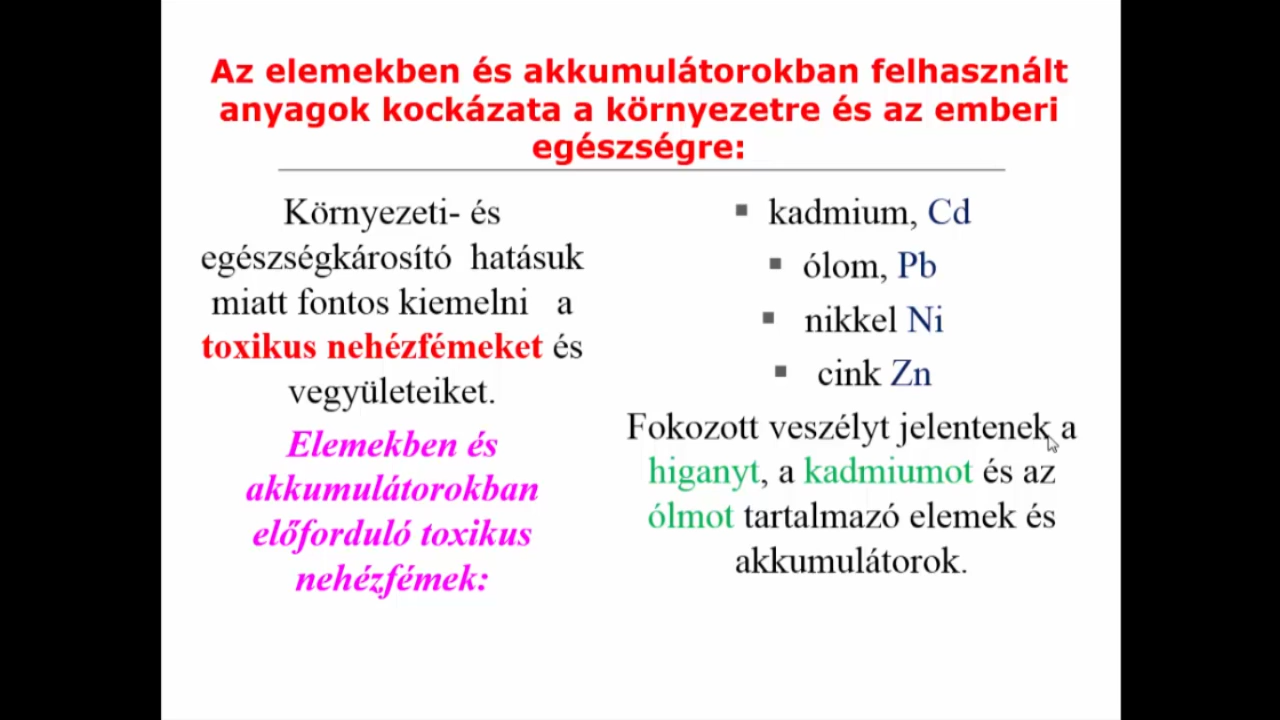 Az elemekben és akkumulátorokban felhasznált
anyagok kockázata a környezetre és az emberi
egészségre:
Környezeti- és
egészségkárosító hatásuk
miatt fontos kiemelni a
toxikus nehézfémeket és
vegyületeiket.
Elemekben és
akkumulátorokban
előforduló toxikus
nehézfémek:
▪ kadmium, Cd
▪ ólom, Pb
▪ nikkel Ni
▪ cink Zn
Fokozott veszélyt jelentenek a
higanyt, a kadmiumot és az
ólmot tartalmazó elemek és
akkumulátorok.